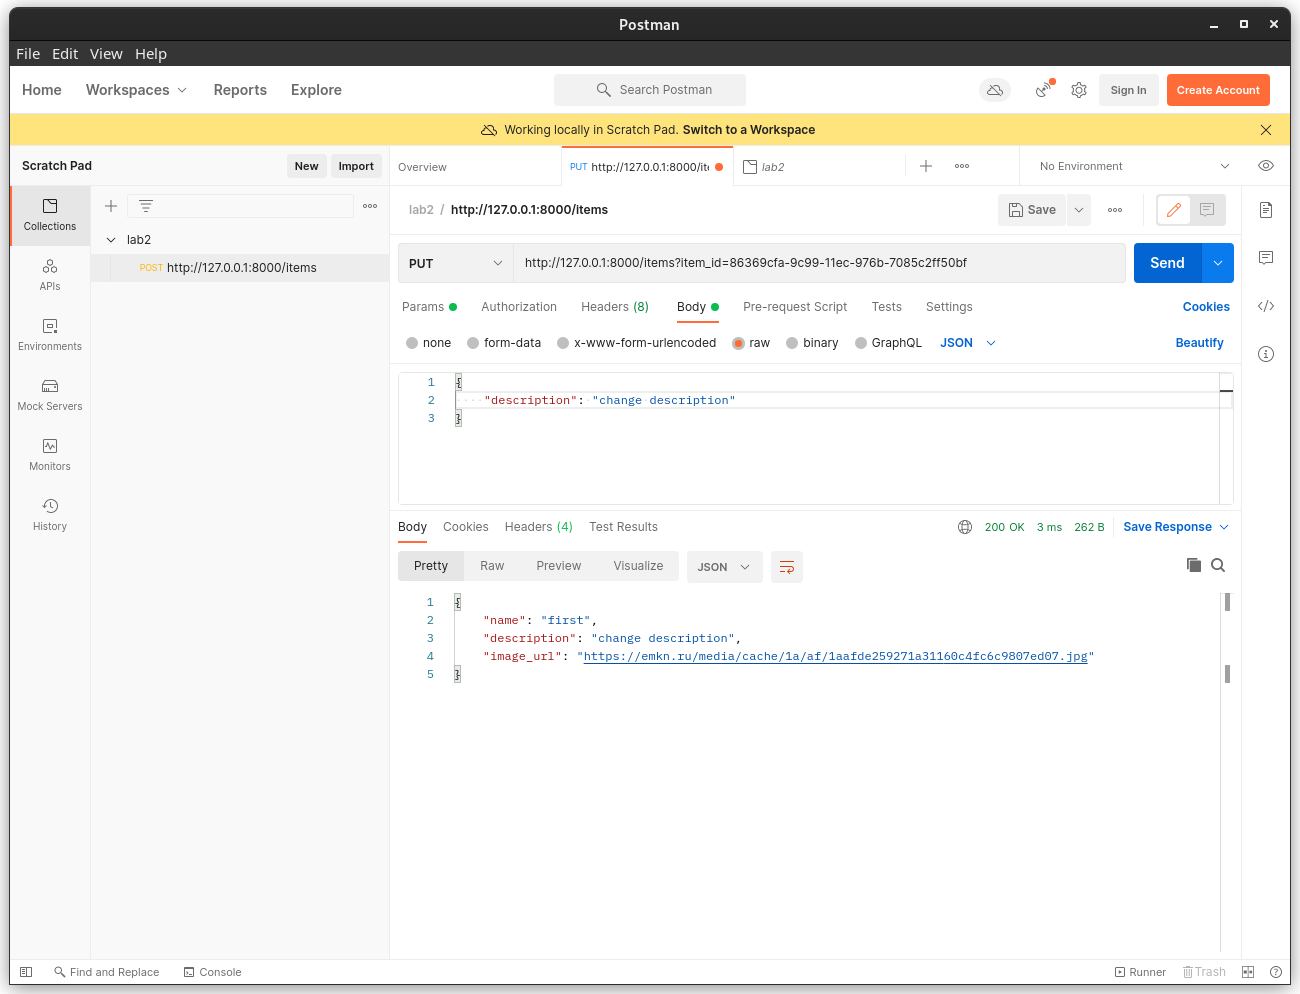 Postman
File Edit View Help
Home Workspaces Reports Explore Search Postman Sign In Create Account
Working locally in Scratch Pad. Switch to a Workspace
Scratch Pad New Import Overview PUT http://127.0.0.1:8000/ite lab2 No Environment
lab2 / http://127.0.0.1:8000/items Save
Collections
lab2
POST http://127.0.0.1:8000/items
PUT http://127.0.0.1:8000/items?item_id=86369cfa-9c99-11ec-976b-7085c2ff50bf Send
APIs
Environments
Mock Servers
Monitors
History
Params Authorization Headers (8) Body Pre-request Script Tests Settings Cookies
none form-data x-www-form-urlencoded raw binary GraphQL JSON Beautify
1 {
2 "description": "change description"
3 }
Body Cookies Headers (4) Test Results 200 OK 3 ms 262 B Save Response
Pretty Raw Preview Visualize JSON
1 {
2 "name": "first",
3 "description": "change description",
4 "image_url": "https://emkn.ru/media/cache/1a/af/1aafde259271a31160c4fc6c9807ed07.jpg"
5 }
Find and Replace Console Runner Trash